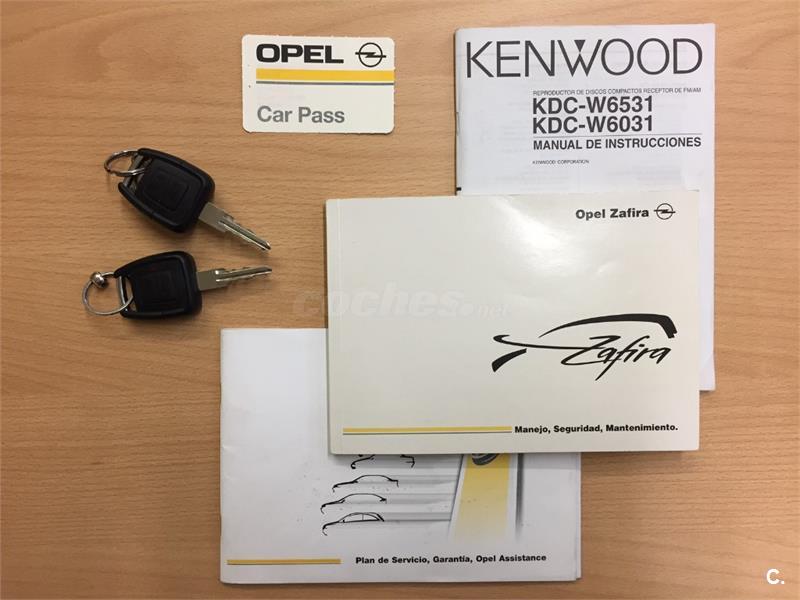 OPEL
Car Pass
KENWOOD
REPRODUCTOR DE DISCOS COMPACTOS RECEPTOR DE FM/AM
KDC-W6531
KDC-W6031
MANUAL DE INSTRUCCIONES
KENWOOD CORPORATION
Opel Zafira
coches.net
Zafira
Manejo, Seguridad, Mantenimiento.
Plan de Servicio, Garantía, Opel Assistance
C.